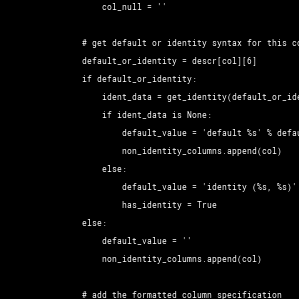 col_null = ''
# get default or identity syntax for this co
default_or_identity = descr[col][6]
if default_or_identity:
ident_data = get_identity(default_or_ide
if ident_data is None:
default_value = 'default %s' % defau
non_identity_columns.append(col)
else:
default_value = 'identity (%s, %s)'
has_identity = True
else:
default_value = ''
non_identity_columns.append(col)
# add the formatted column specification